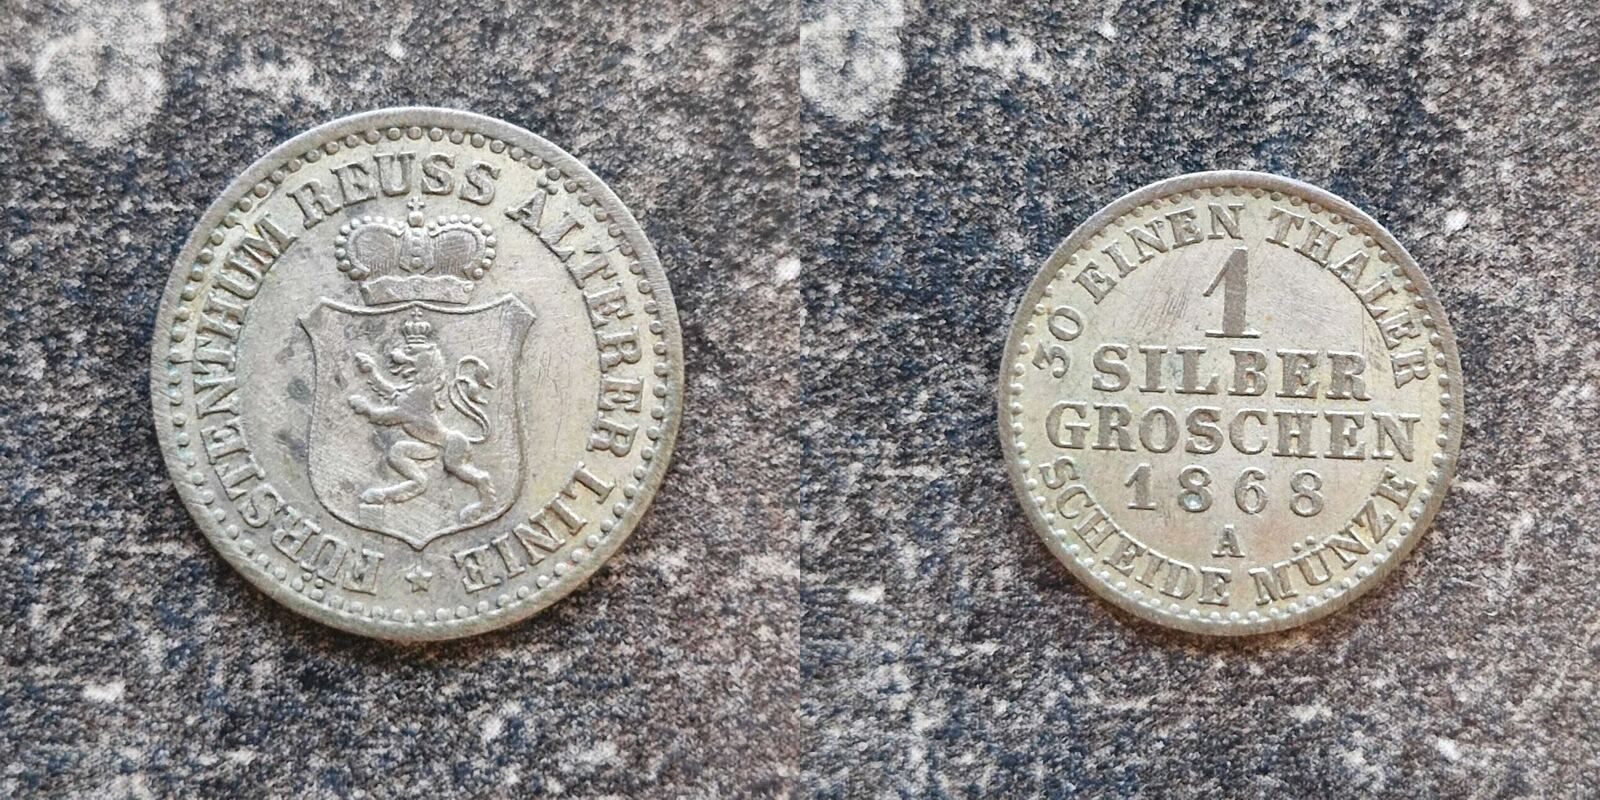 FÜRSTENTHUM REUSS ÄLTERER LINIE
30 EINEN THALER
1
SILBER
GROSCHEN
1868
A
SCHEIDE MÜNZE